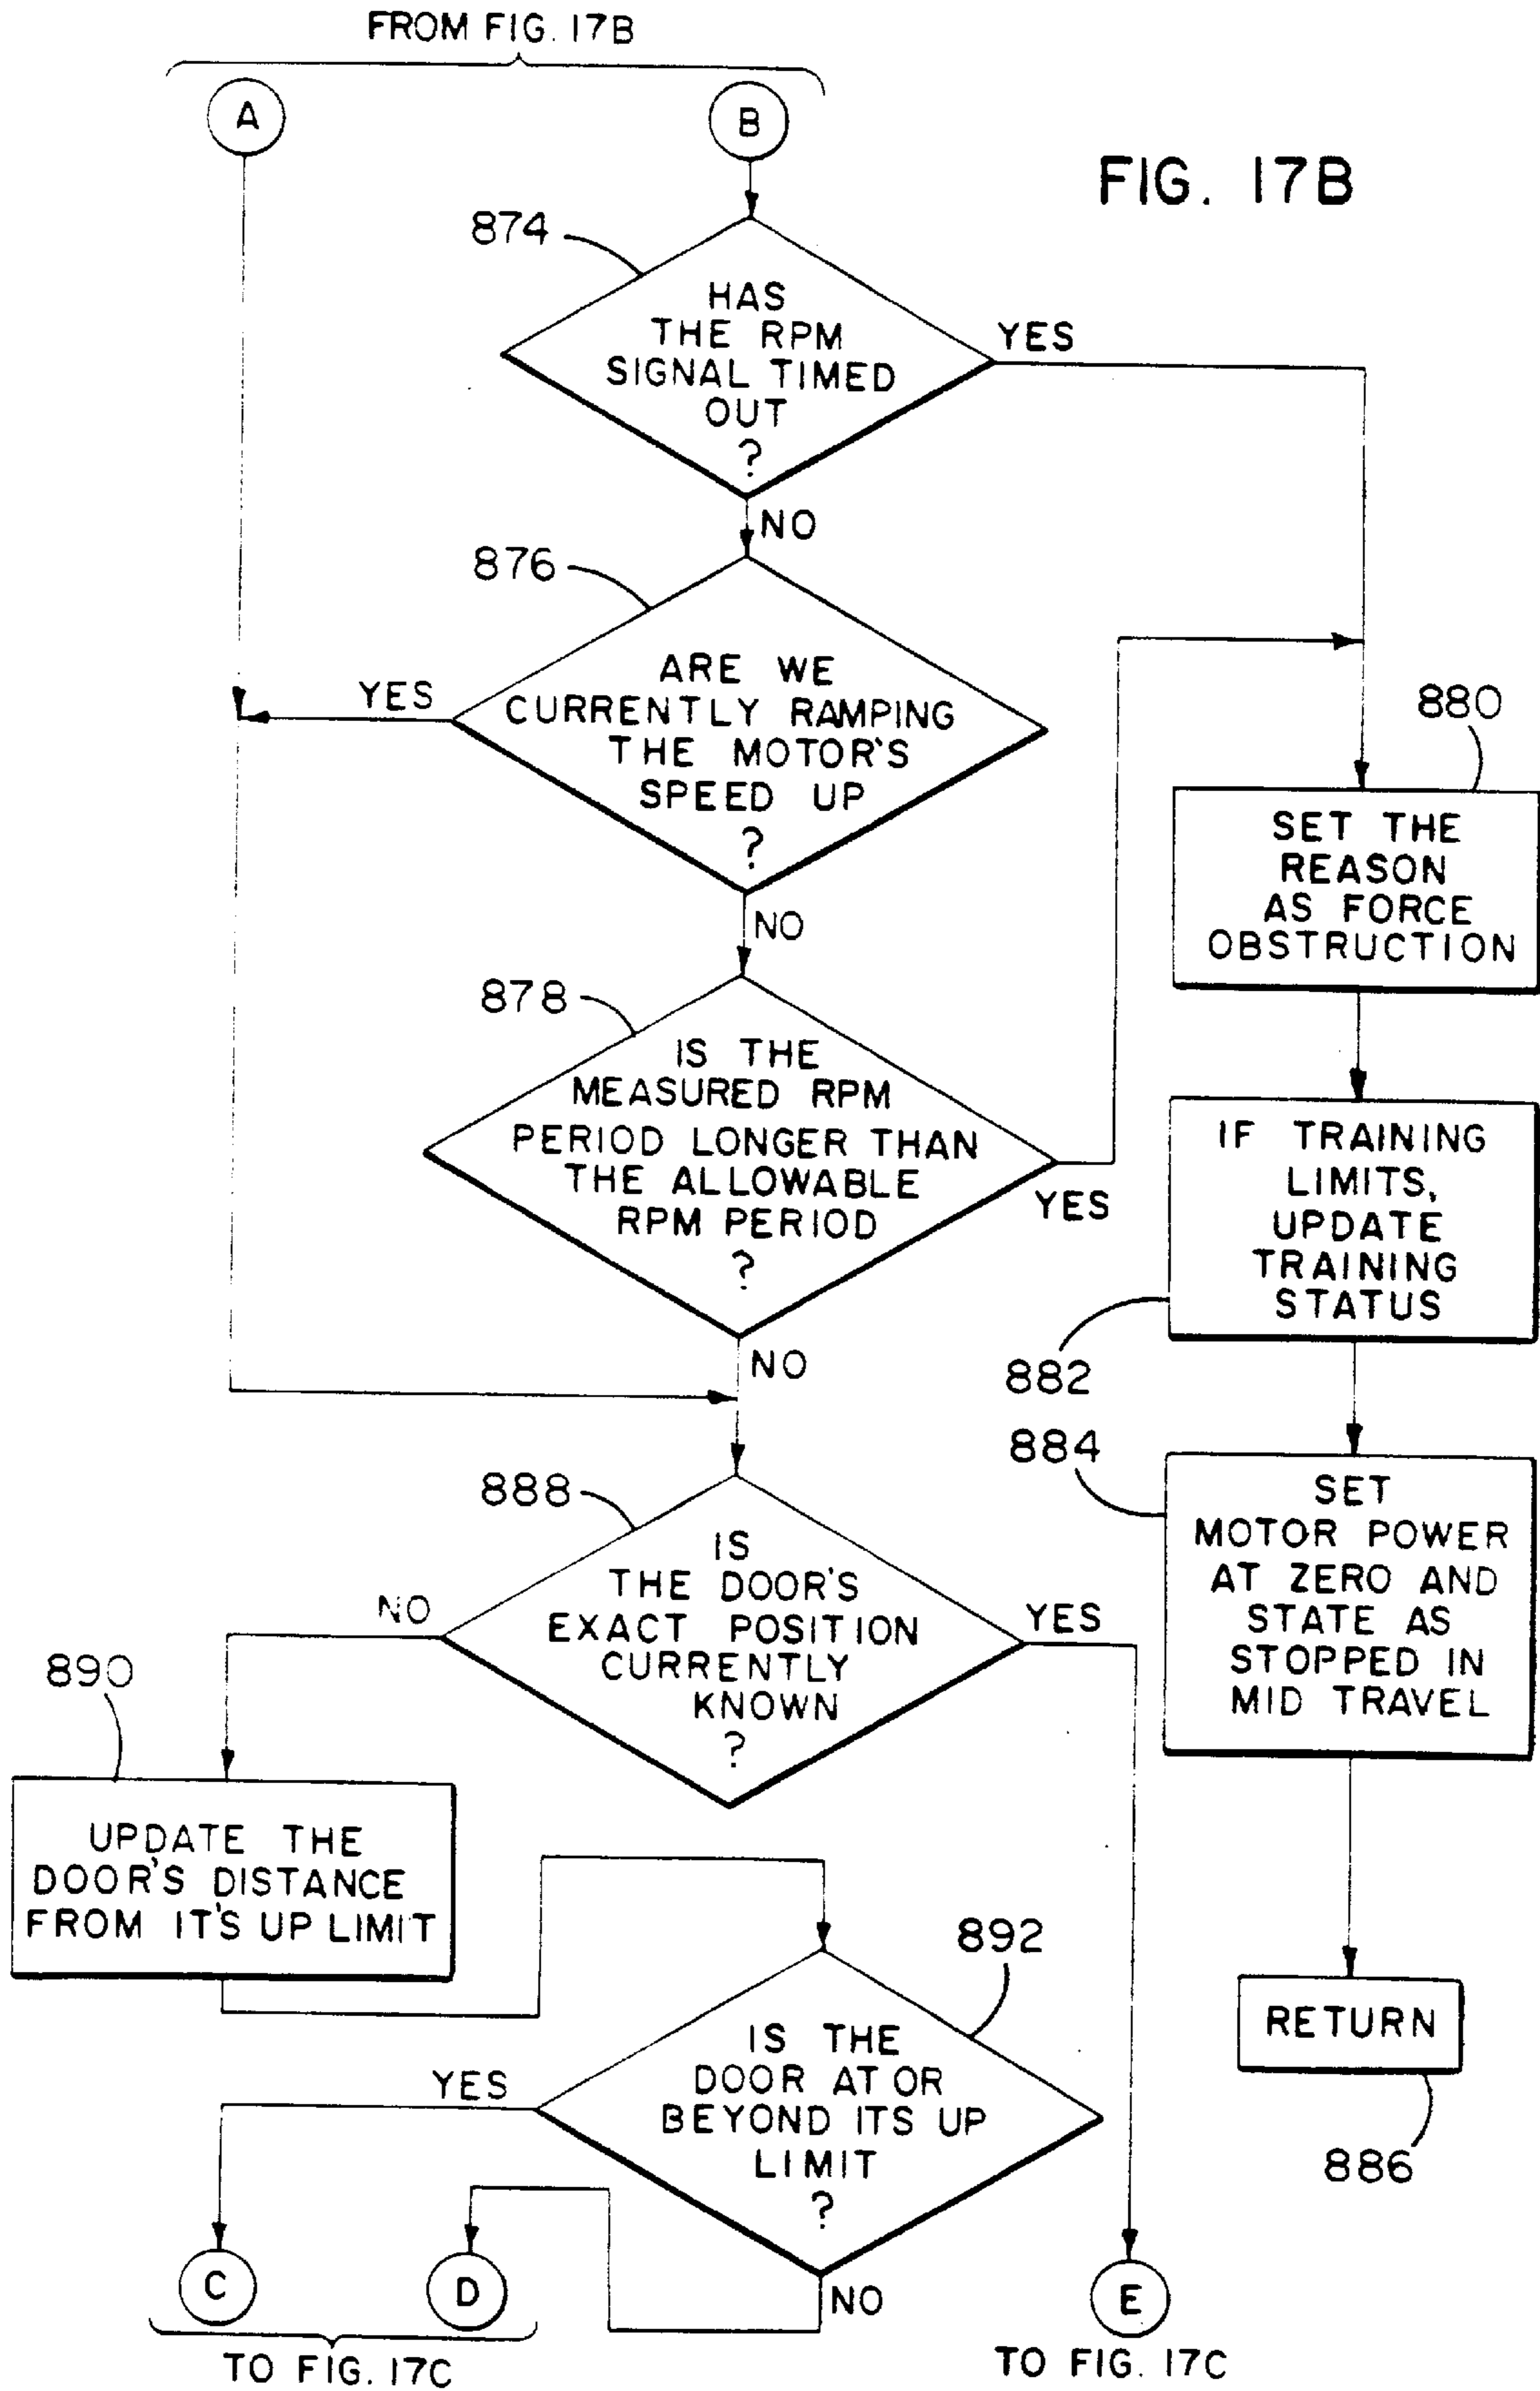 FROM FIG. 17B
A
B
FIG. 17B
874
HAS
THE RPM
SIGNAL TIMED
OUT
?
YES
NO
876
ARE WE
CURRENTLY RAMPING
THE MOTOR'S
SPEED UP
?
YES
NO
878
IS THE
MEASURED RPM
PERIOD LONGER THAN
THE ALLOWABLE
RPM PERIOD
?
YES
NO
880
SET THE
REASON
AS FORCE
OBSTRUCTION
IF TRAINING
LIMITS,
UPDATE
TRAINING
STATUS
882
884
SET
MOTOR POWER
AT ZERO AND
STATE AS
STOPPED IN
MID TRAVEL
RETURN
886
888
IS
THE DOOR'S
EXACT POSITION
CURRENTLY
KNOWN
?
NO
YES
890
UPDATE THE
DOOR'S DISTANCE
FROM IT'S UP LIMIT
892
IS THE
DOOR AT OR
BEYOND ITS UP
LIMIT
?
YES
NO
C
D
E
TO FIG. 17C
TO FIG. 17C